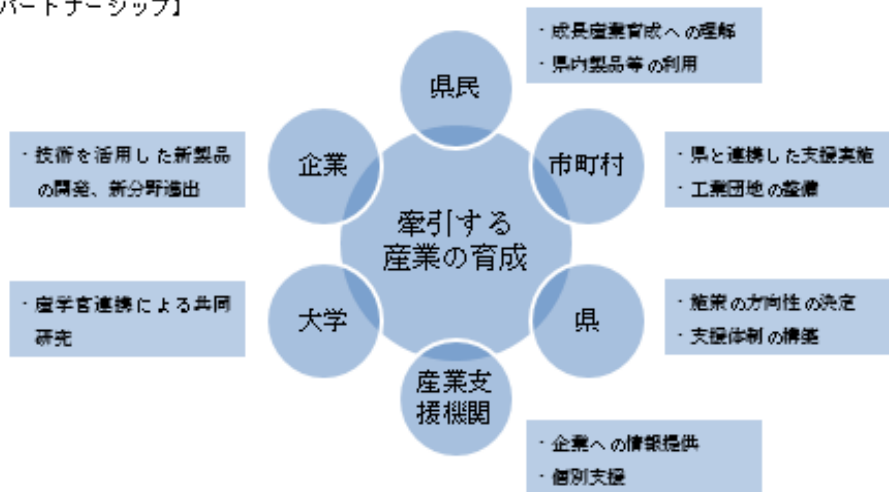 パートナーシップ】
・成長産業育成への理解
・県内製品等の利用
県民
企業
市町村
・技術を活用した新製品
の開発、新分野進出
・県と連携した支援実施
・工業団地の整備
牽引する
産業の育成
大学
県
・産学官連携による共同
研究
・施策の方向性の決定
・支援体制の構築
産業支
援機関
・企業への情報提供
・個別支援